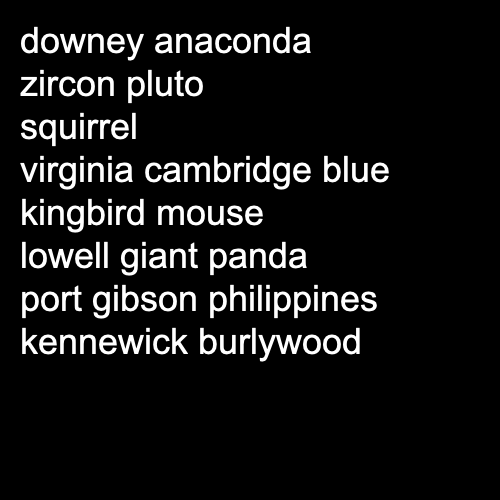 downey anaconda
zircon pluto
squirrel
virginia cambridge blue
kingbird mouse
lowell giant panda
port gibson philippines
kennewick burlywood